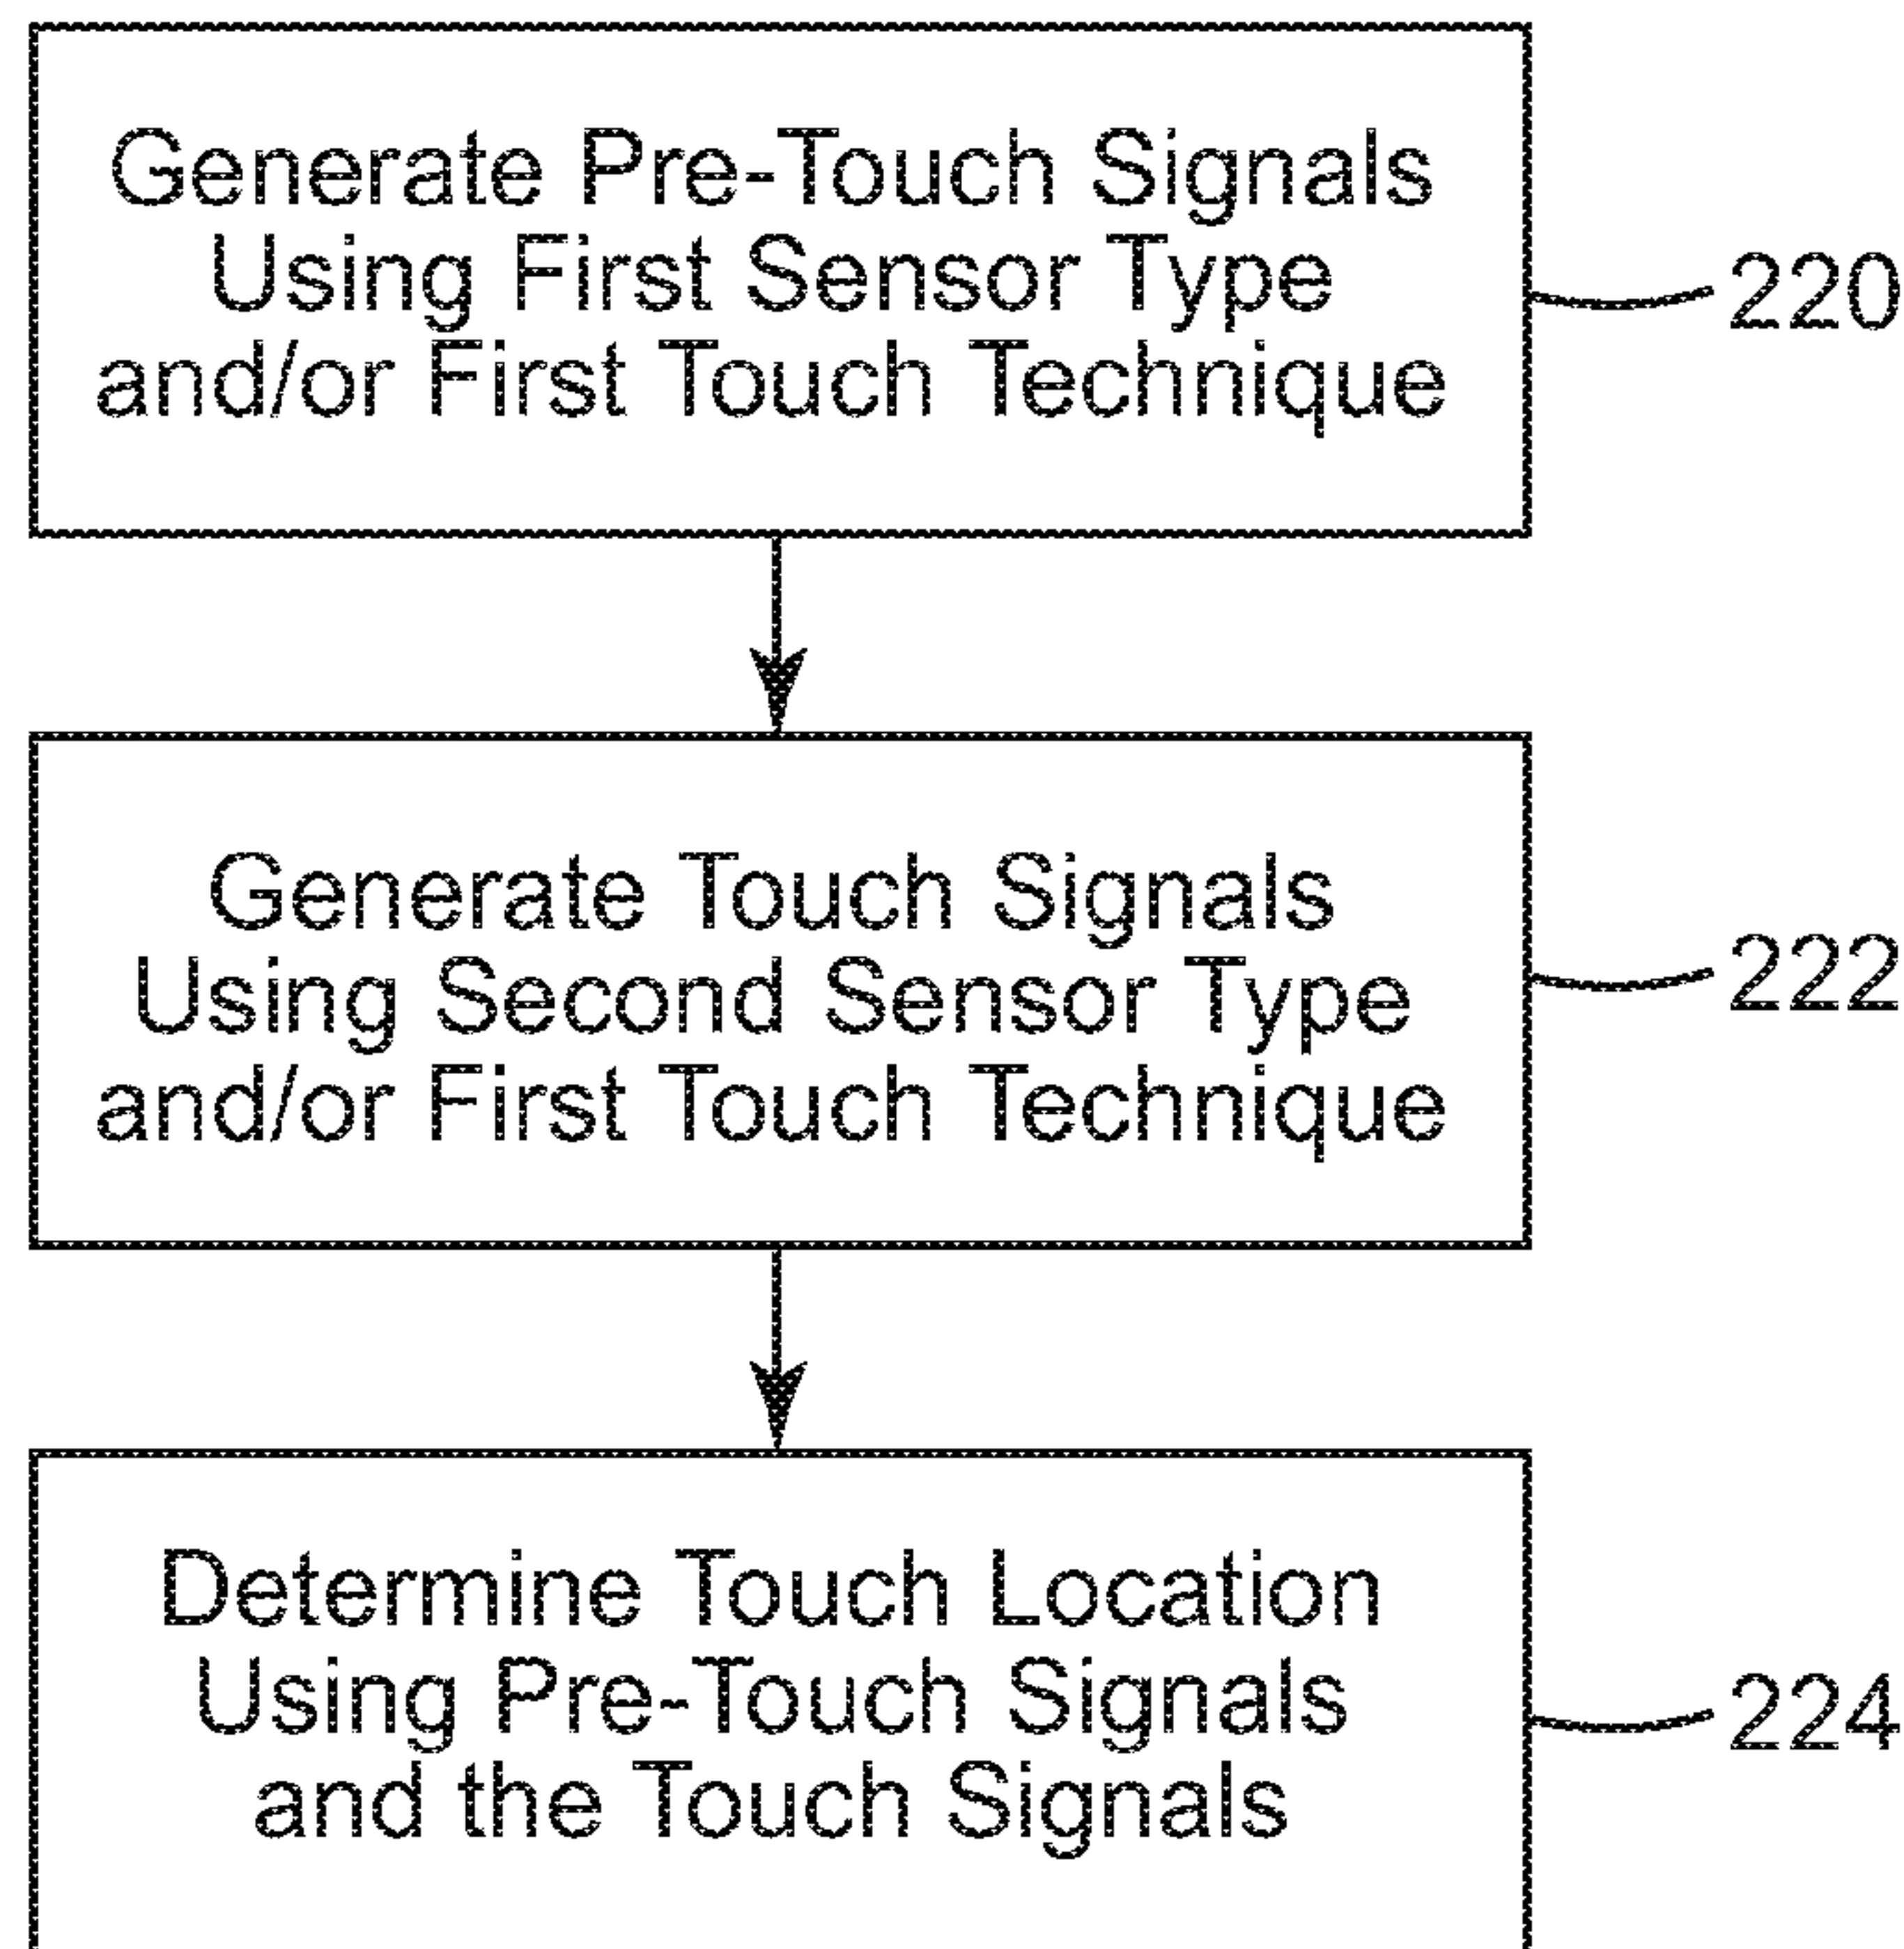 Generate Pre-Touch Signals
Using First Sensor Type
and/or First Touch Technique
220
Generate Touch Signals
Using Second Sensor Type
and/or First Touch Technique
222
Determine Touch Location
Using Pre-Touch Signals
and the Touch Signals
224